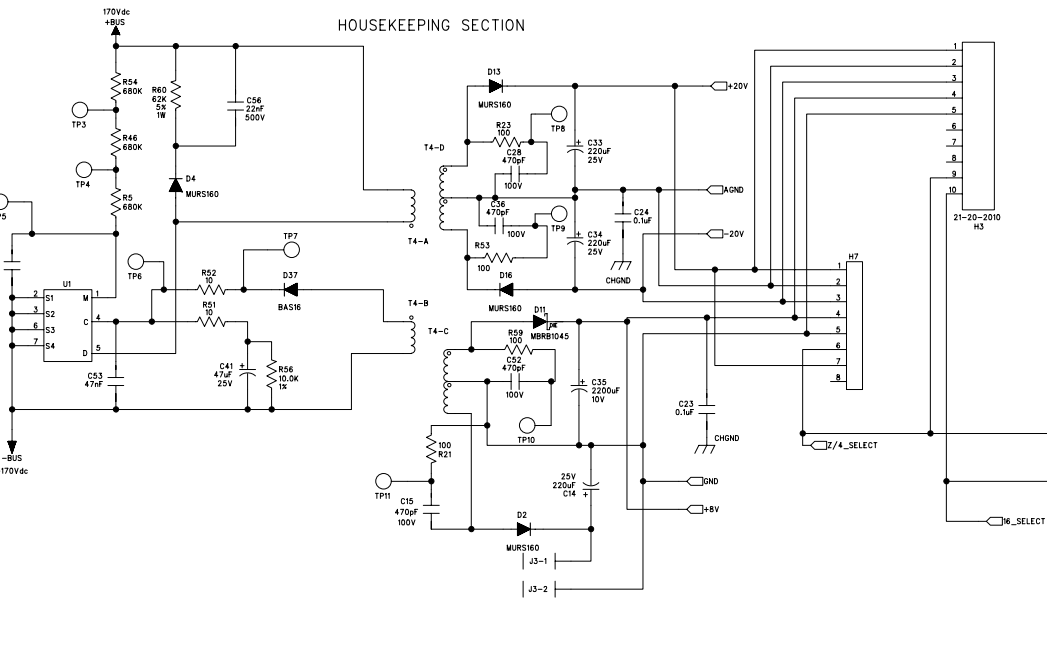 HOUSEKEEPING SECTION
170Vdc
+BUS
R54
680K
R60
62K
5%
1W
C56
22nF
500V
TP3
R46
680K
TP4
D4
MURS160
R5
680K
P5
T4-A
TP7
TP6
R52
10
D37
BAS16
R51
10
T4-B
U1
2
S1
M
1
3
S2
6
S3
C
4
7
S4
D
5
C53
47nF
C41
47uF
25V
R56
10.0K
1%
-BUS
170Vdc
D13
MURS160
T4-D
R23
100
TP8
C28
470pF
100V
C33
220uF
25V
C36
470pF
100V
TP9
R53
100
C34
220uF
25V
D16
MURS160
C24
0.1uF
CHGND
+20V
AGND
-20V
T4-C
D11
MBRB1045
R59
100
C52
470pF
100V
C35
2200uF
10V
TP10
100
R21
TP11
C15
470pF
100V
D2
MURS160
25V
220uF
C14
J3-1
J3-2
C23
0.1uF
CHGND
GND
+8V
1
2
3
4
5
6
7
8
9
10
21-20-2010
H3
H7
1
2
3
4
5
6
7
8
Z/4_SELECT
16_SELECT